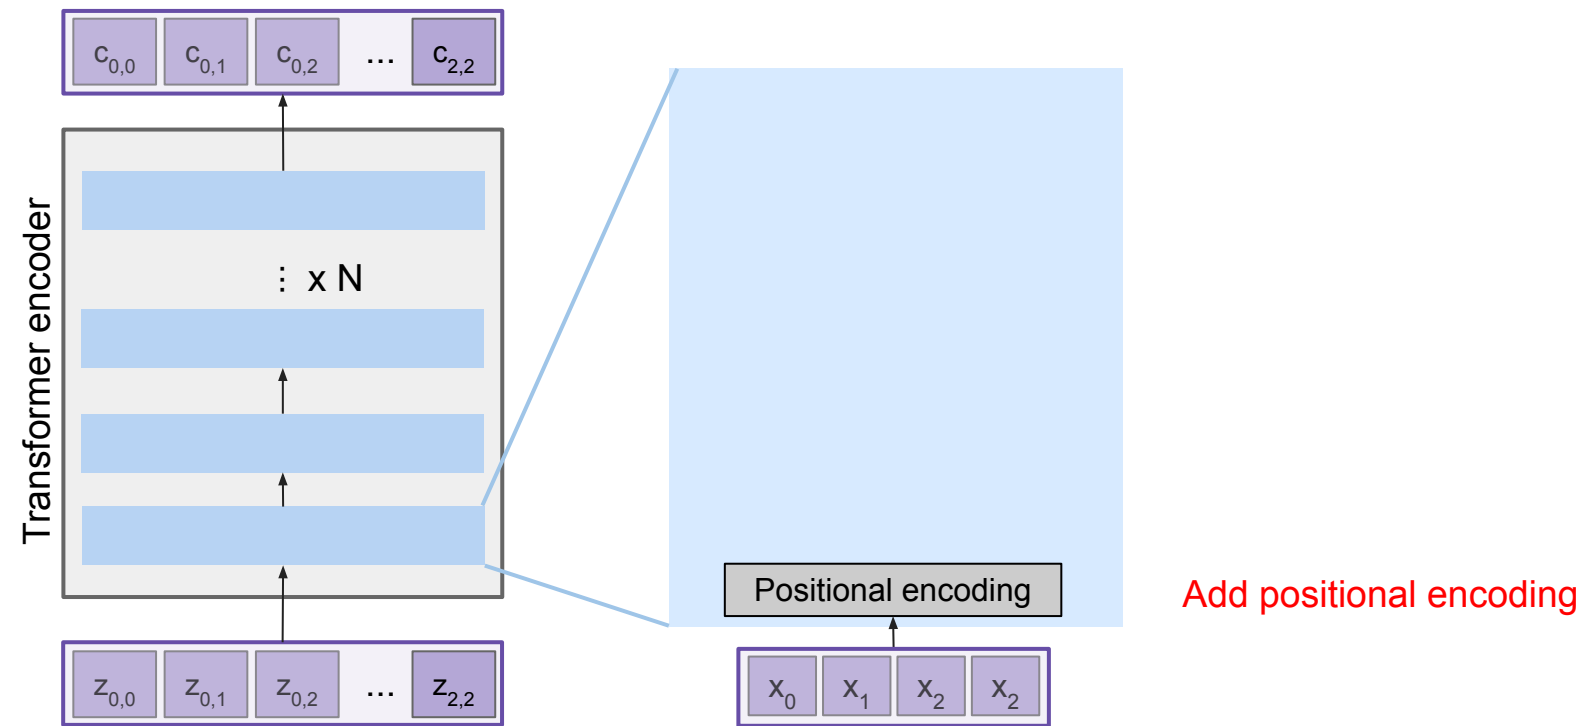 c0,0 c0,1 c0,2 ... c2,2
Transformer encoder
⋮ x N
z0,0 z0,1 z0,2 ... z2,2
Positional encoding
x0 x1 x2 x2
Add positional encoding